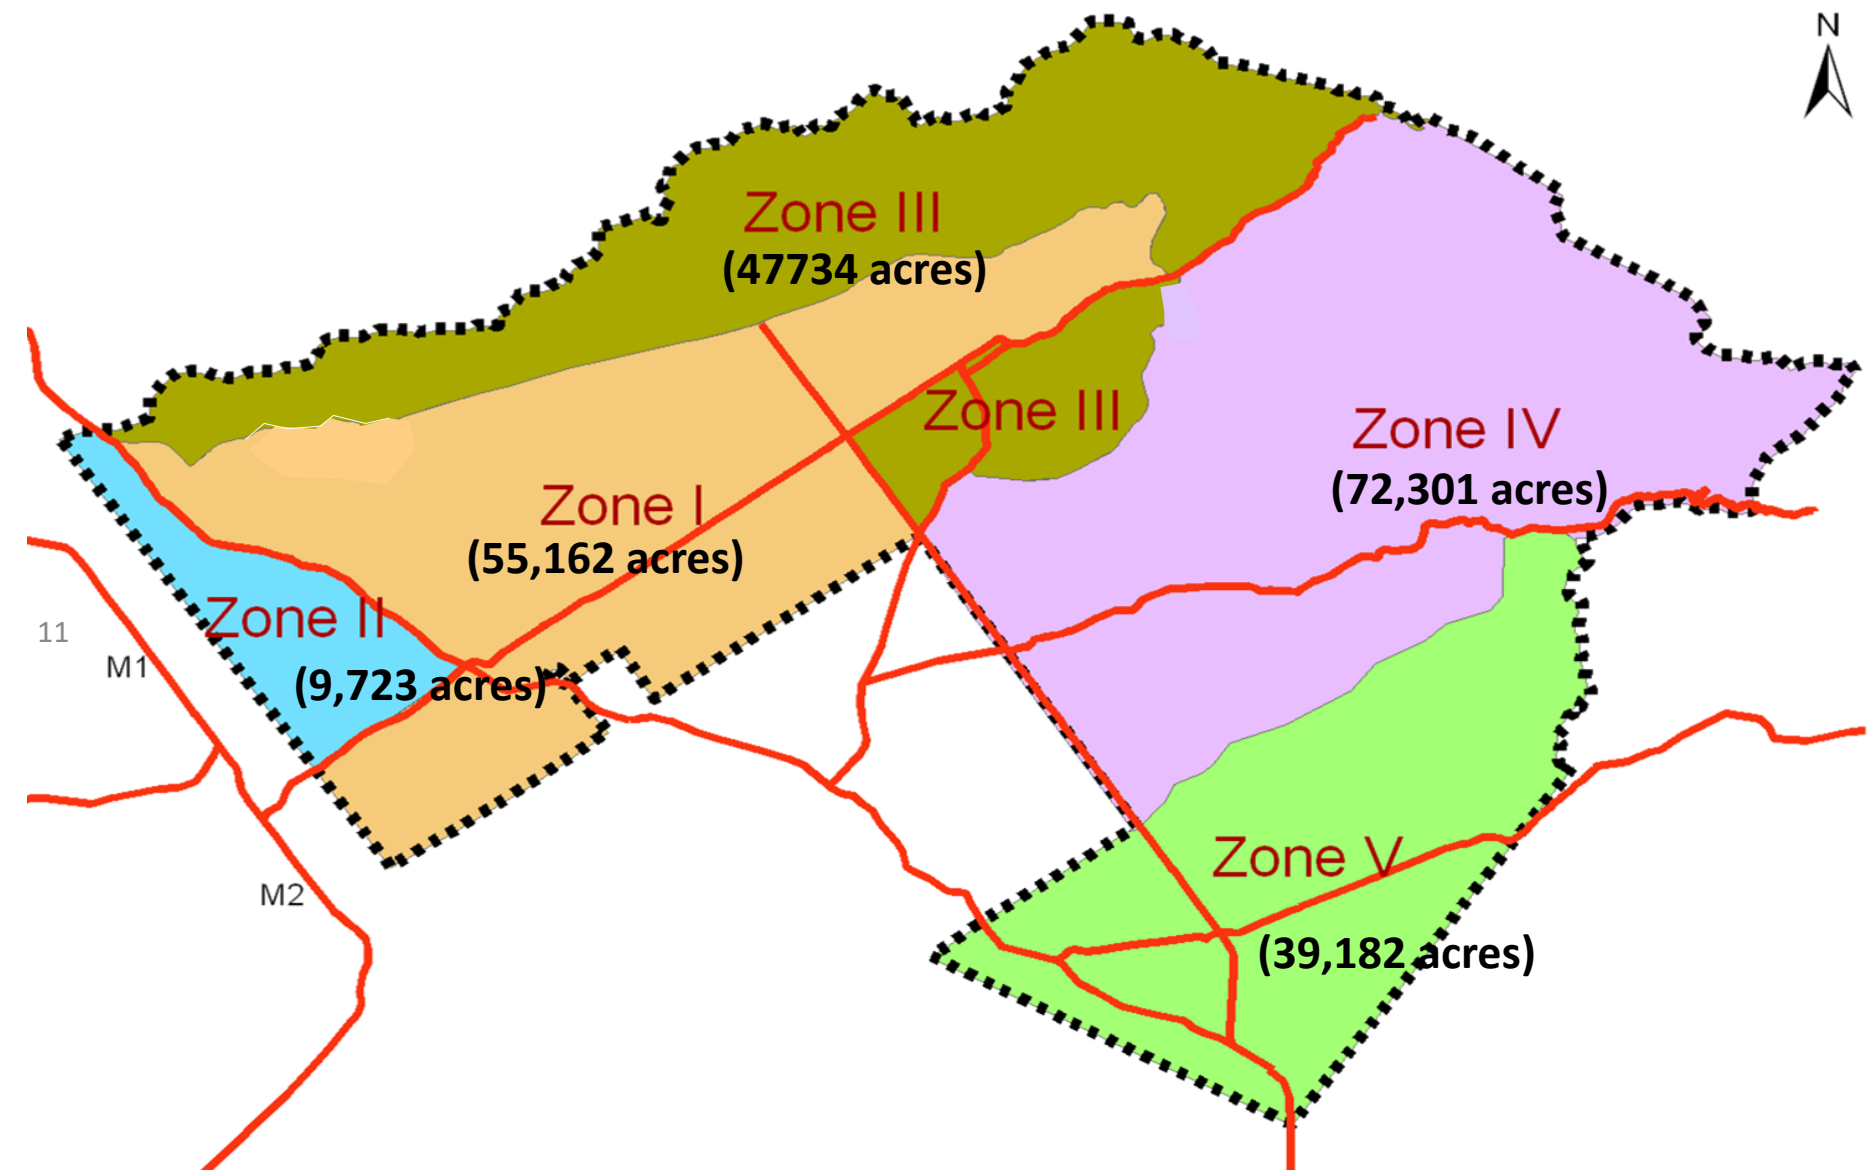 N
Zone III
(47734 acres)
Zone III
Zone IV
(72,301 acres)
Zone I
(55,162 acres)
Zone II
(9,723 acres)
11
M1
M2
Zone V
(39,182 acres)